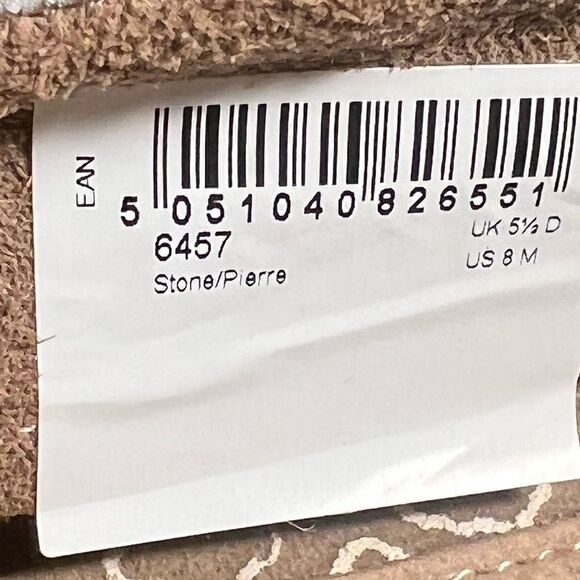 EAN
5 051040 826551
6457
UK 5½ D
Stone/Pierre
US 8 M